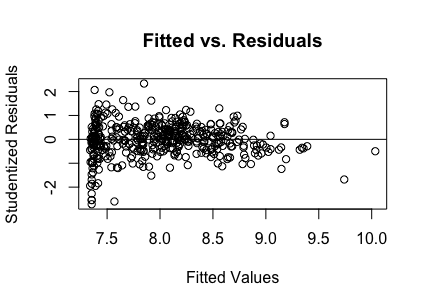 Fitted vs. Residuals
Studentized Residuals
2
1
0
-2
7.5 8.0 8.5 9.0 9.5 10.0
Fitted Values